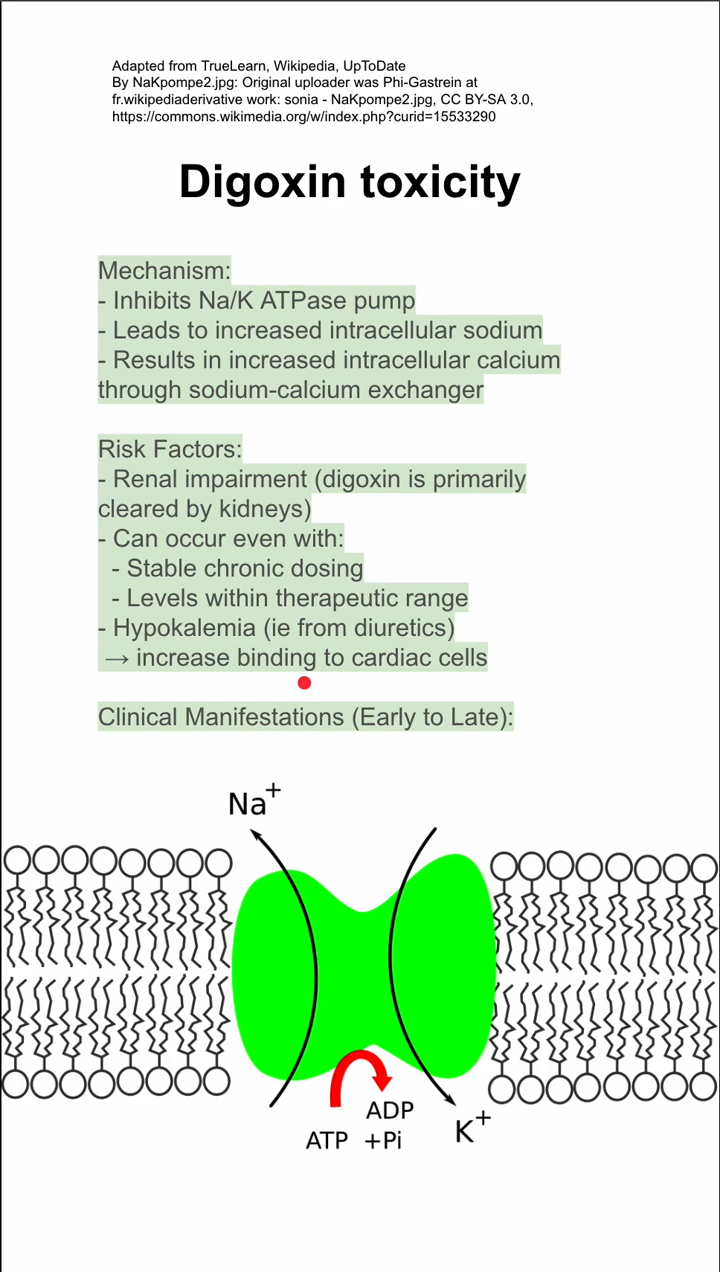 Adapted from TrueLearn, Wikipedia, UpToDate
By NaKpompe2.jpg: Original uploader was Phi-Gastrein at
fr.wikipediaderivative work: sonia - NaKpompe2.jpg, CC BY-SA 3.0,
https://commons.wikimedia.org/w/index.php?curid=15533290
Digoxin toxicity
Mechanism:
- Inhibits Na/K ATPase pump
- Leads to increased intracellular sodium
- Results in increased intracellular calcium
through sodium-calcium exchanger
Risk Factors:
- Renal impairment (digoxin is primarily
cleared by kidneys)
- Can occur even with:
- Stable chronic dosing
- Levels within therapeutic range
- Hypokalemia (ie from diuretics)
→ increase binding to cardiac cells
Clinical Manifestations (Early to Late):
Na+
ADP
ATP +Pi
K+